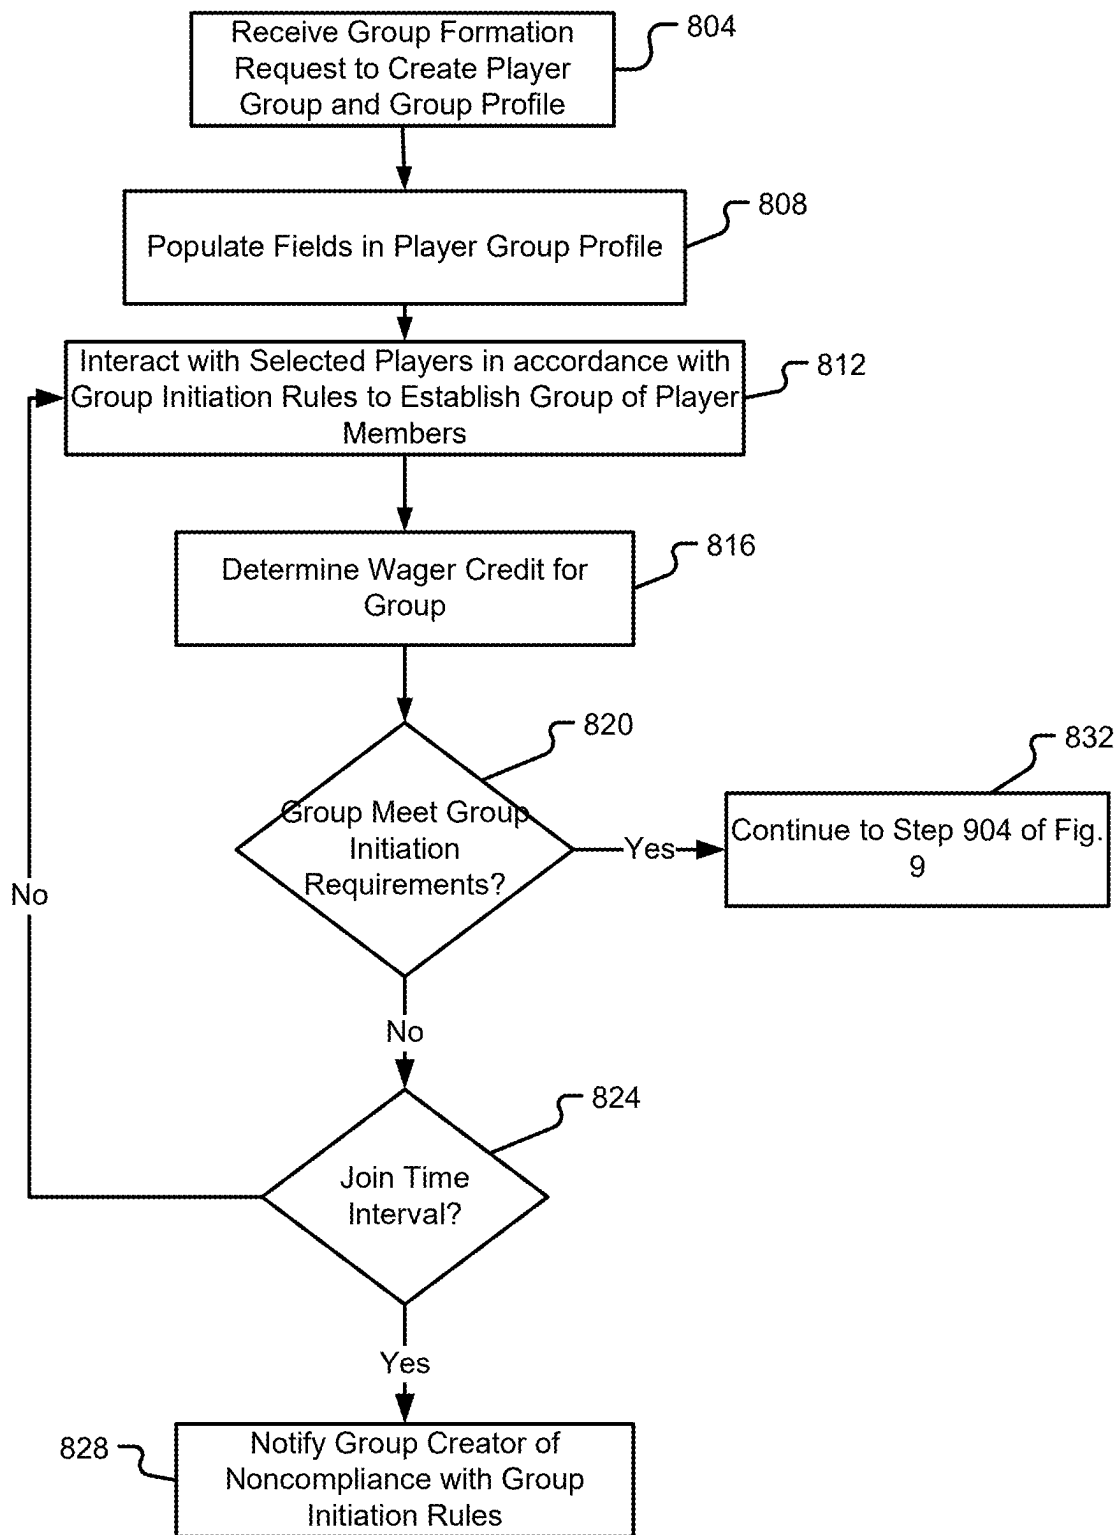 Receive Group Formation
Request to Create Player
Group and Group Profile
804
Populate Fields in Player Group Profile
808
Interact with Selected Players in accordance with
Group Initiation Rules to Establish Group of Player
Members
812
Determine Wager Credit for
Group
816
Group Meet Group
Initiation
Requirements?
820
Yes
Continue to Step 904 of Fig.
9
832
No
No
Join Time
Interval?
824
Yes
Notify Group Creator of
Noncompliance with Group
Initiation Rules
828